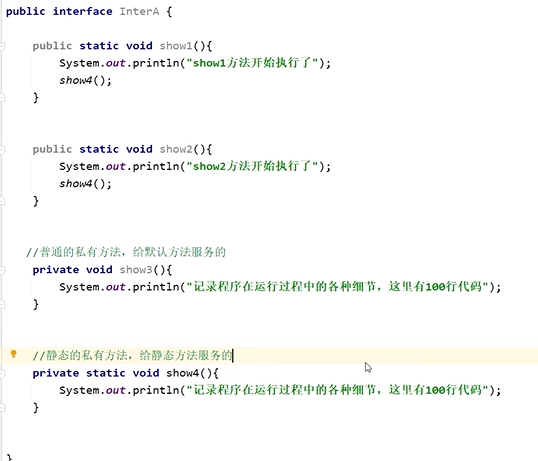 public interface InterA {
public static void show1(){
System.out.println("show1方法开始执行了");
show4();
}
public static void show2(){
System.out.println("show2方法开始执行了");
show4();
}
//普通的私有方法，给默认方法服务的
private void show3(){
System.out.println("记录程序在运行过程中的各种细节，这里有100行代码");
}
//静态的私有方法，给静态方法服务的
private static void show4(){
System.out.println("记录程序在运行过程中的各种细节，这里有100行代码");
}
}